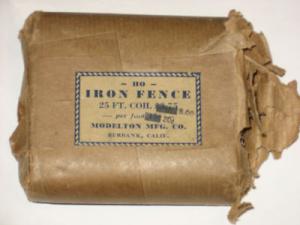 — HO —
IRON FENCE
25 FT. COIL
— per foot
MODELTON MFG. CO.
BURBANK, CALIF.